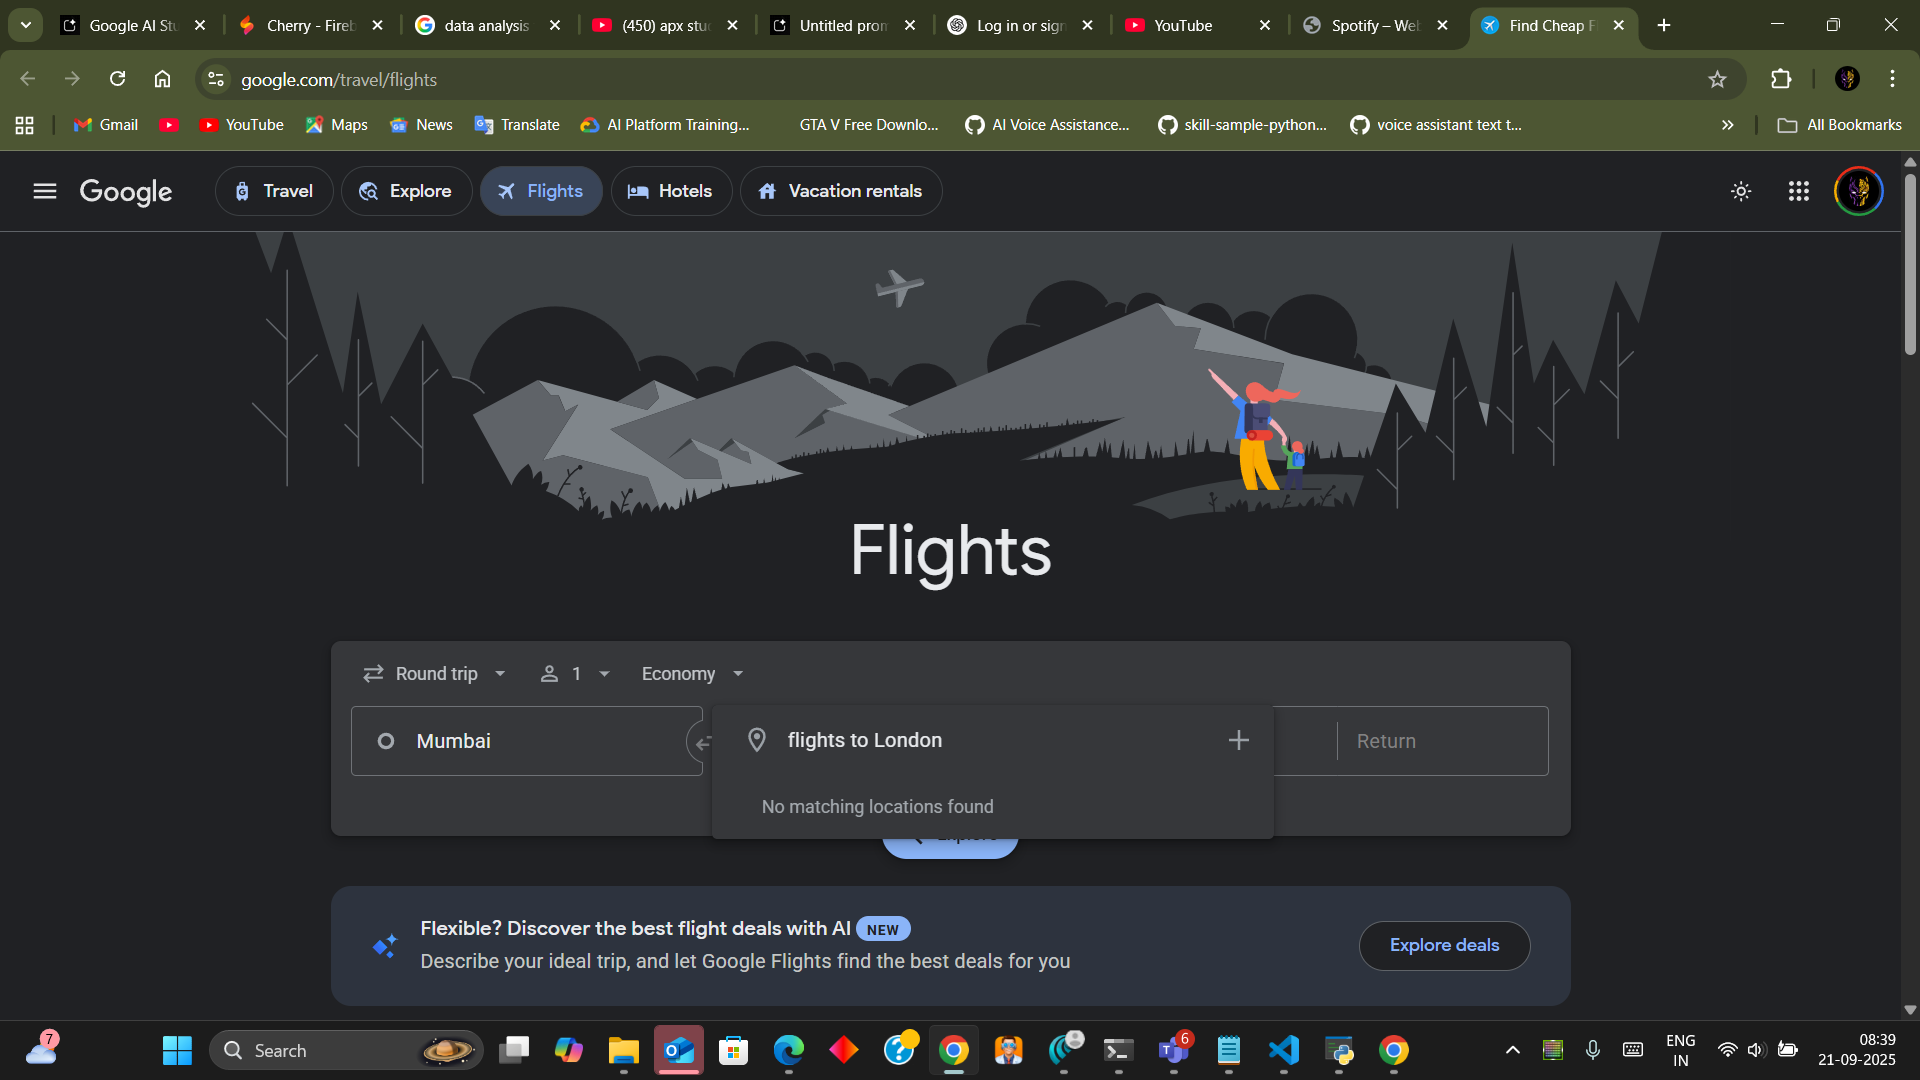 Google AI Stu
Cherry - Fireb
data analysis
(450) apx stud
Untitled prom
Log in or sign
YouTube
Spotify – Web
Find Cheap F
google.com/travel/flights
Gmail
YouTube
Maps
News
Translate
AI Platform Training...
GTA V Free Downlo...
AI Voice Assistance...
skill-sample-python...
voice assistant text t...
All Bookmarks
Google
Travel
Explore
Flights
Hotels
Vacation rentals
Flights
Round trip
1
Economy
Mumbai
flights to London
Return
No matching locations found
Explore
Flexible? Discover the best flight deals with AI NEW
Describe your ideal trip, and let Google Flights find the best deals for you
Explore deals
7
Search
6
ENG
IN
08:39
21-09-2025